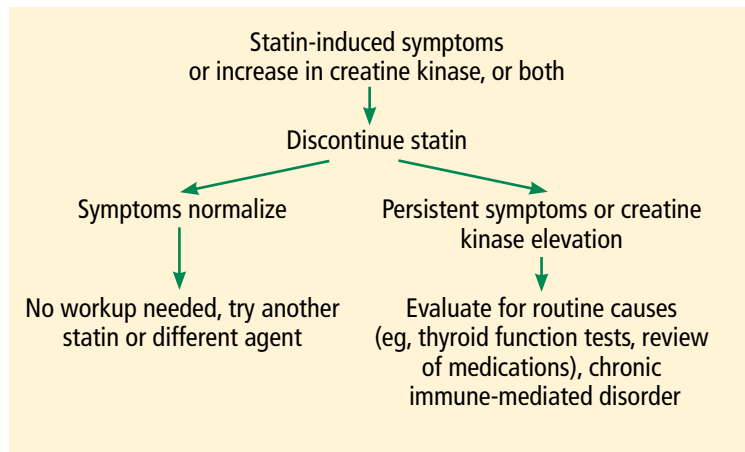 Statin-induced symptoms
or increase in creatine kinase, or both
Discontinue statin
Symptoms normalize
Persistent symptoms or creatine
kinase elevation
No workup needed, try another
statin or different agent
Evaluate for routine causes
(eg, thyroid function tests, review
of medications), chronic
immune-mediated disorder